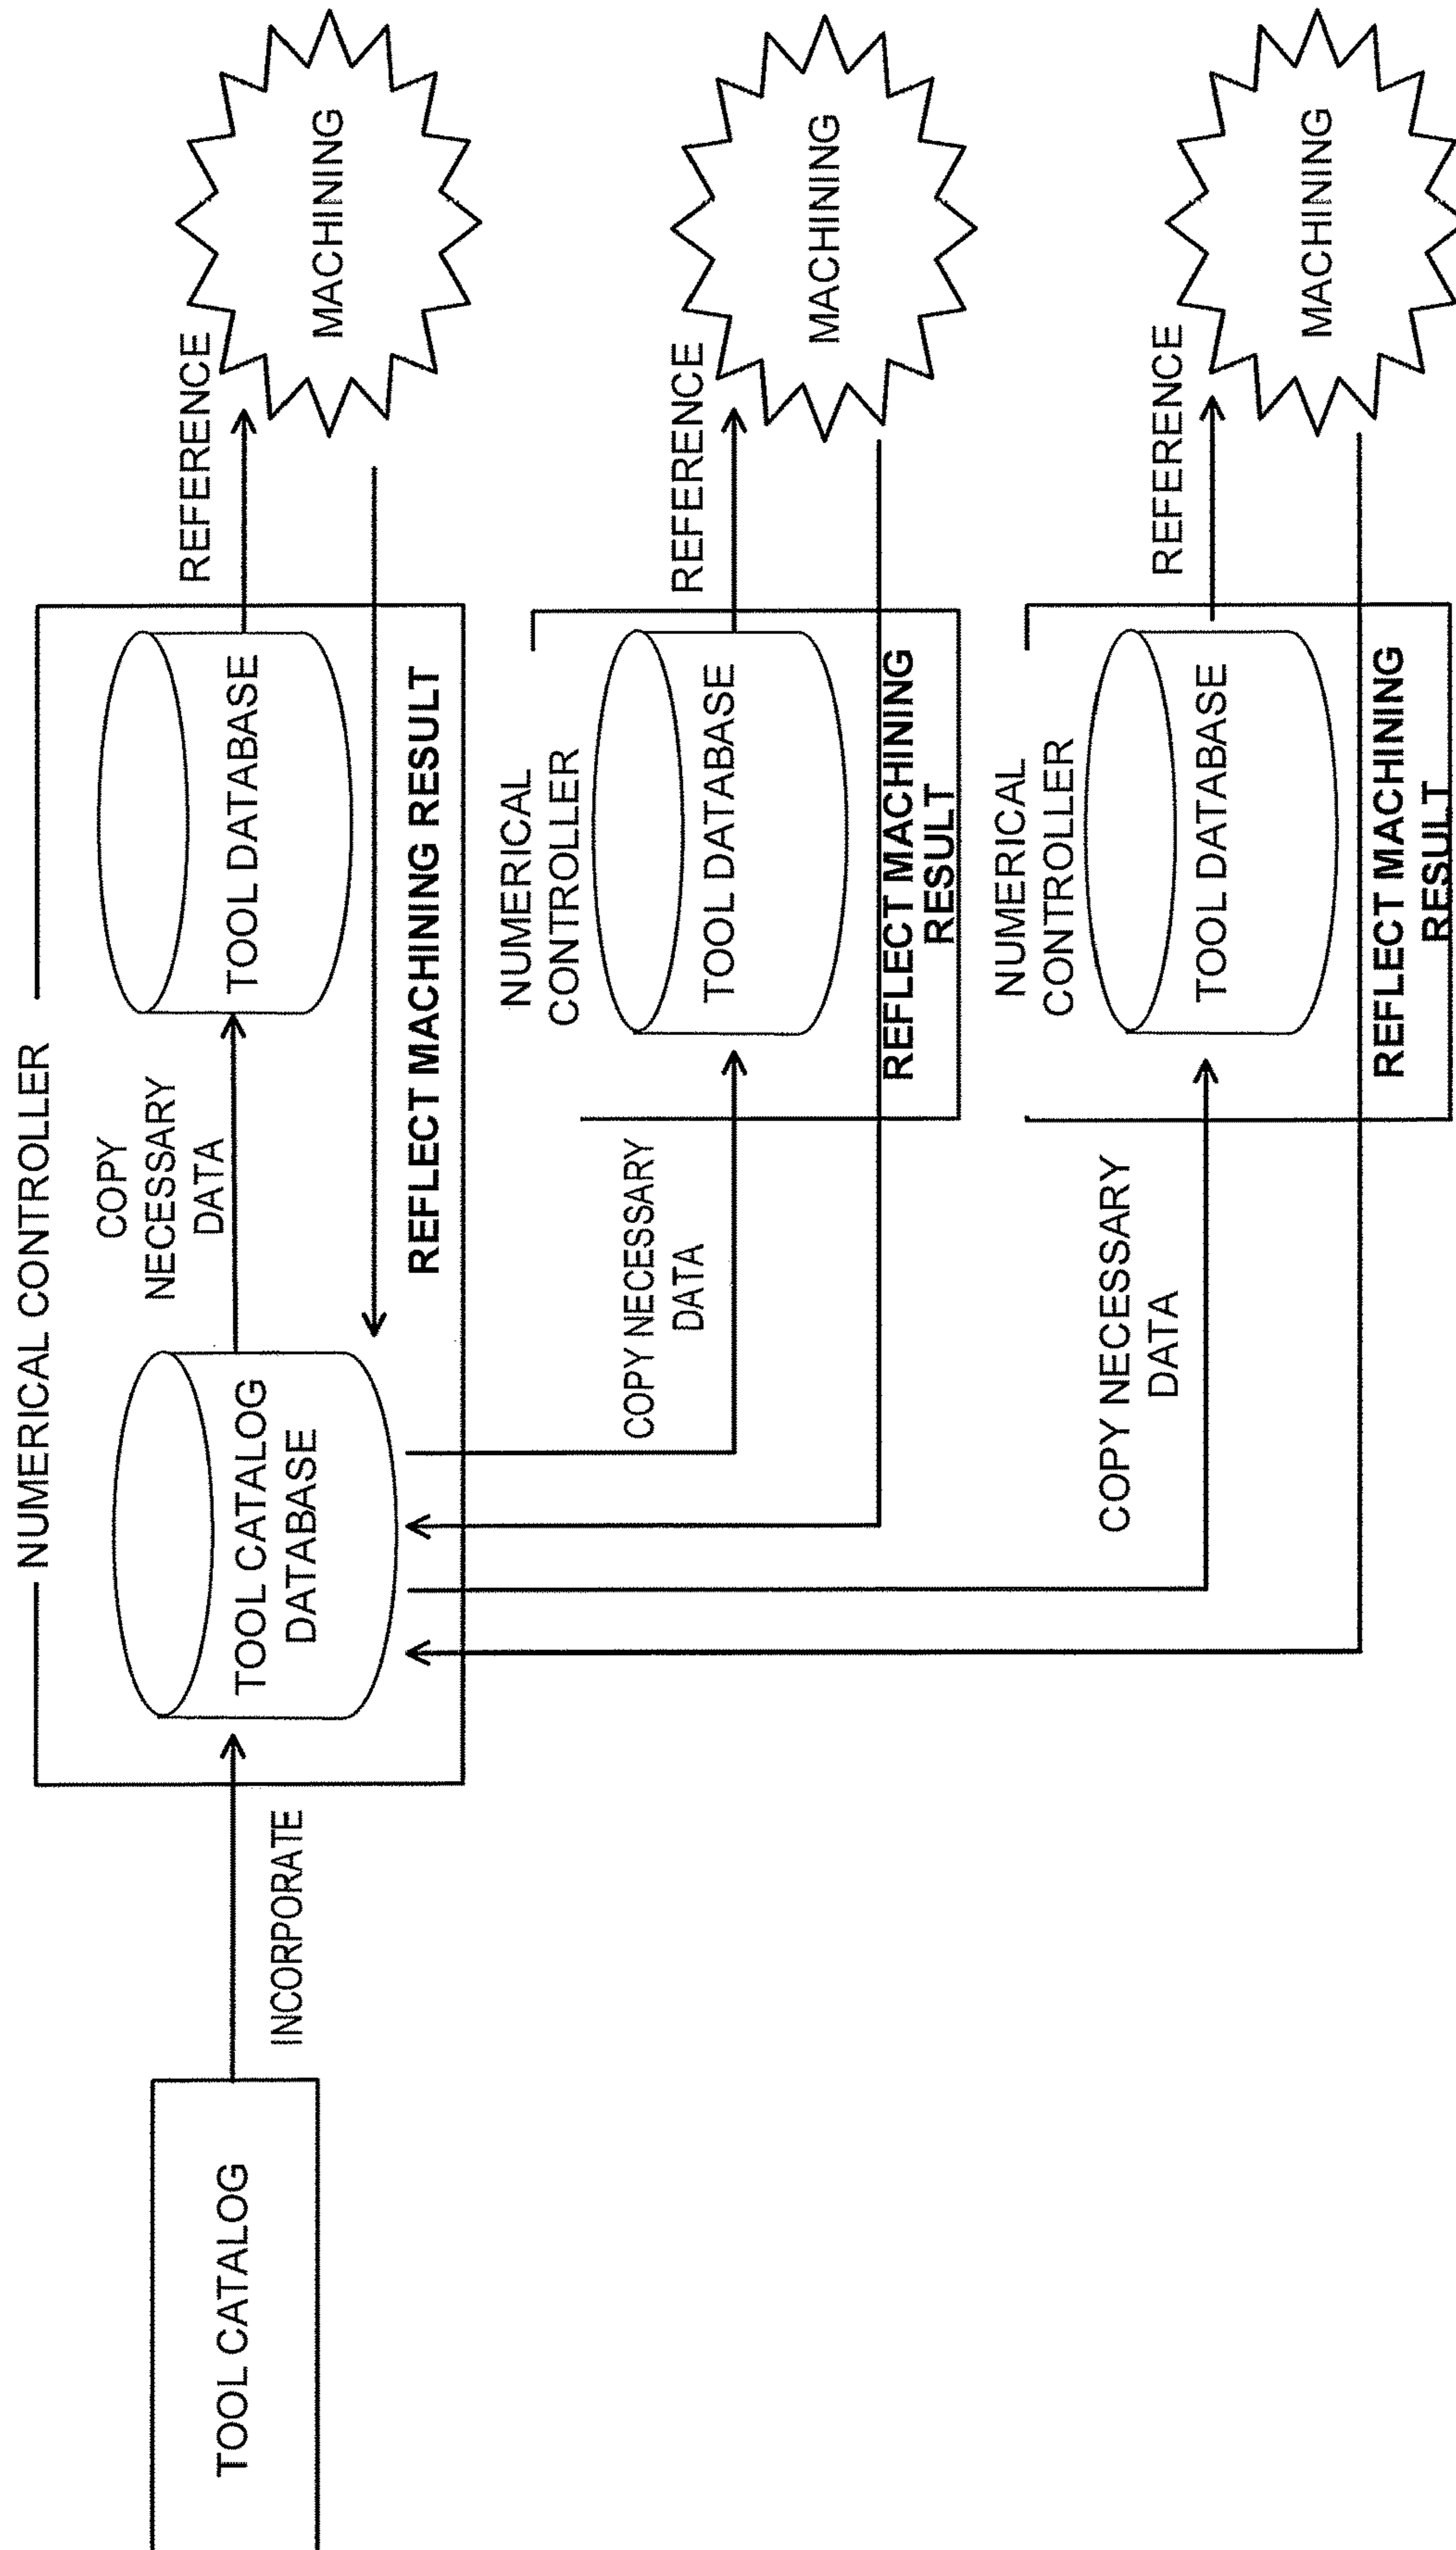 NUMERICAL CONTROLLER
TOOL CATALOG
INCORPORATE
TOOL CATALOG
DATABASE
COPY
NECESSARY
DATA
TOOL DATABASE
REFERENCE
MACHINING
REFLECT MACHINING RESULT
NUMERICAL
CONTROLLER
COPY NECESSARY
DATA
TOOL DATABASE
REFERENCE
MACHINING
REFLECT MACHINING
RESULT
NUMERICAL
CONTROLLER
COPY NECESSARY
DATA
TOOL DATABASE
REFERENCE
MACHINING
REFLECT MACHINING
RESULT